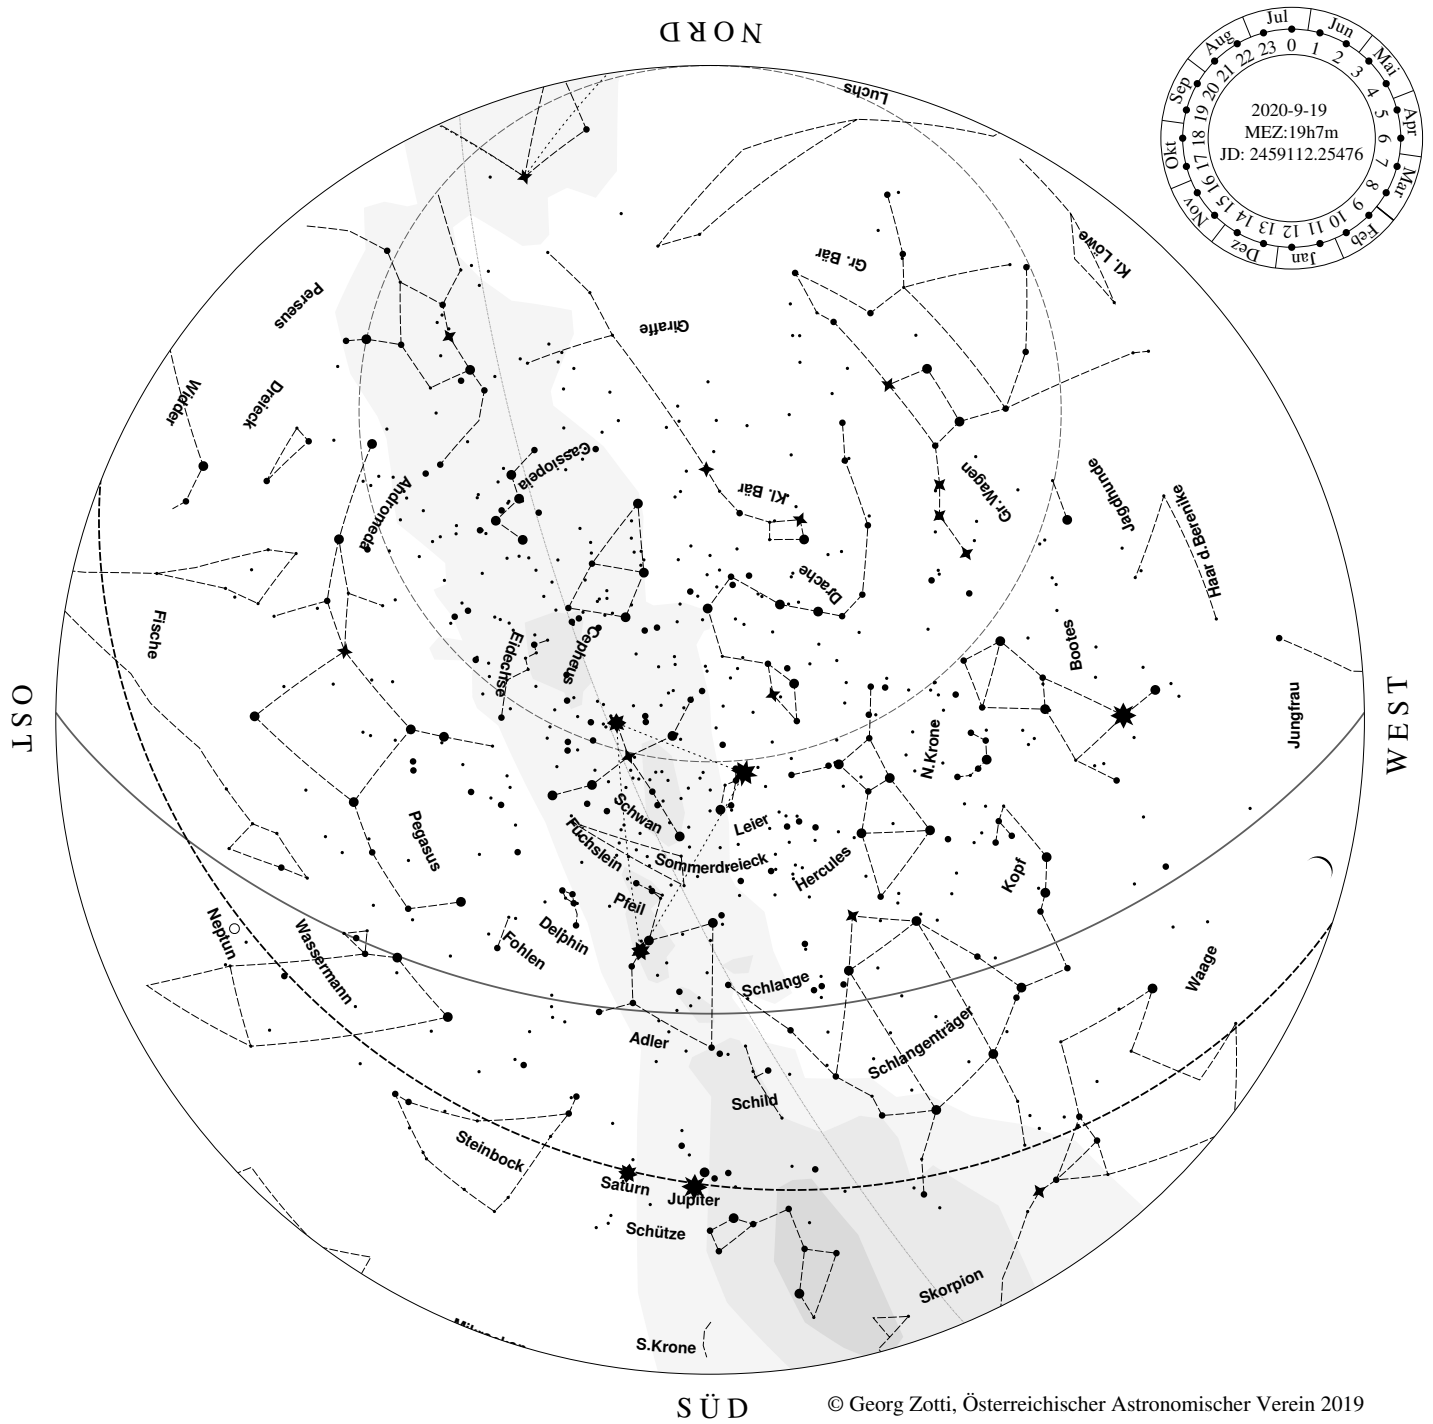 NORD
Jul
Jun
Mai
Apr
Mar
Feb
Jan
Dez
Nov
Okt
Sep
Aug
0
1
2
3
4
5
6
7
8
9
10
11
12
13
14
15
16
17
18
19
20
21
22
23
2020-9-19
MEZ:19h7m
JD: 2459112.25476
Luchs
Kl. Löwe
Gr. Bär
Perseus
Giraffe
Widder
Dreieck
Cassiopeia
Kl. Bär
Gr.Wagen
Jagdhunde
Haar d.Berenike
Andromeda
Drache
Fische
Eidechse
Cepheus
Bootes
Jungfrau
OST
WEST
N.Krone
Schwan
Leier
Pegasus
Füchslein
Sommerdreieck
Hercules
Kopf
Pfeil
Neptun
Wassermann
Fohlen
Delphin
Schlange
Waage
Adler
Schlangenträger
Schild
Steinbock
Saturn
Jupiter
Schütze
Skorpion
S.Krone
SÜD
© Georg Zotti, Österreichischer Astronomischer Verein 2019